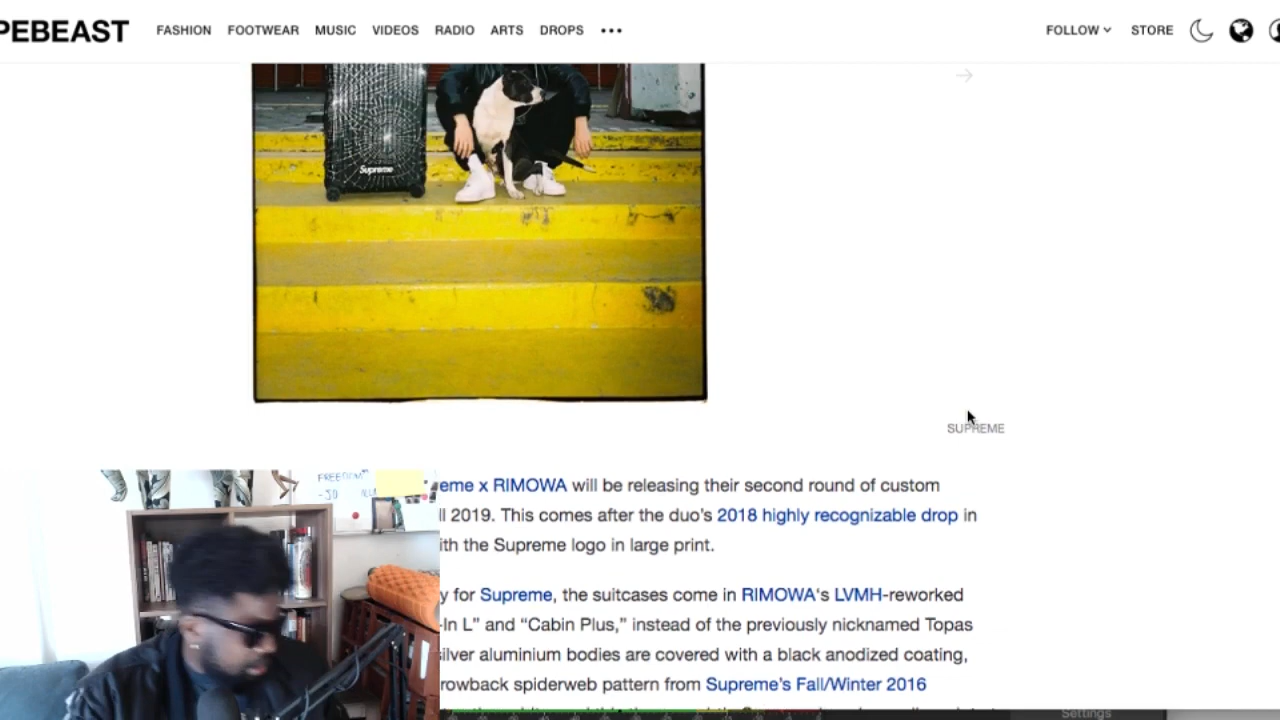 PEBEAST FASHION FOOTWEAR MUSIC VIDEOS RADIO ARTS DROPS ••• FOLLOW STORE
Supreme
SUPREME
FREEDOM"
eme x RIMOWA will be releasing their second round of custom
ll 2019. This comes after the duo's 2018 highly recognizable drop in
ith the Supreme logo in large print.
y for Supreme, the suitcases come in RIMOWA's LVMH-reworked
-In L” and “Cabin Plus,” instead of the previously nicknamed Topas
silver aluminium bodies are covered with a black anodized coating,
rowback spiderweb pattern from Supreme's Fall/Winter 2016
Settings